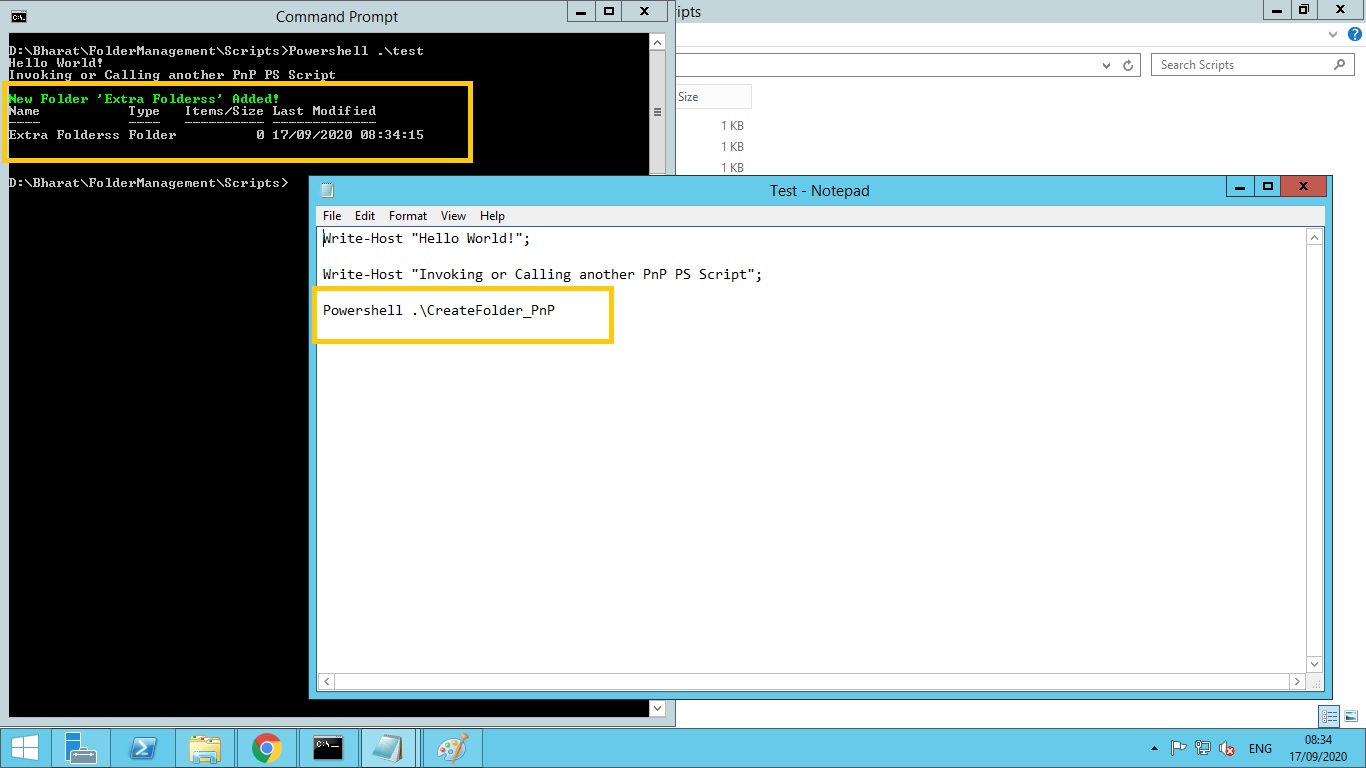 Command Prompt
D:\Bharat\FolderManagement\Scripts>Powershell .\test
Hello World!
Invoking or Calling another PnP PS Script
New Folder 'Extra Folderss' Added!
Name Type Items/Size Last Modified
---- ---- ---------- -------------
Extra Folderss Folder 0 17/09/2020 08:34:15
D:\Bharat\FolderManagement\Scripts>
ripts
Search Scripts
Size
1 KB
1 KB
1 KB
Test - Notepad
File Edit Format View Help
Write-Host "Hello World!";
Write-Host "Invoking or Calling another PnP PS Script";
Powershell .\CreateFolder_PnP
ENG
08:34
17/09/2020